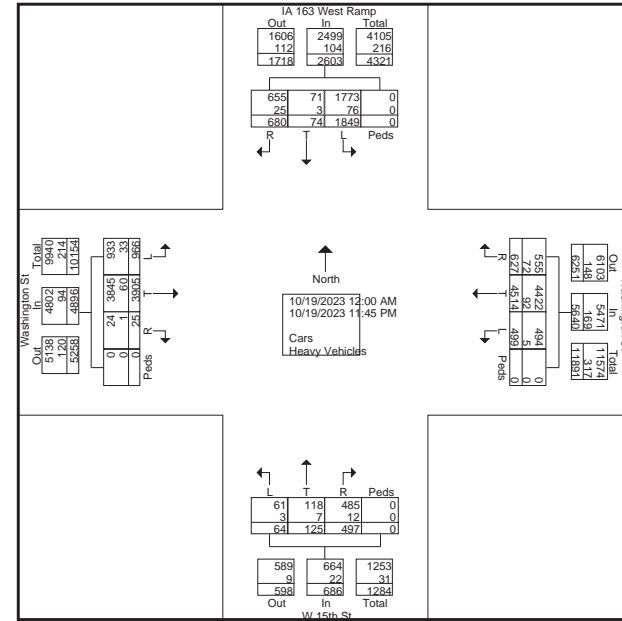 IA 163 West Ramp
Out In Total
1606 2499 4105
112 104 216
1718 2603 4321
655 71 1773 0
25 3 76 0
680 74 1849 0
R T L Peds
Washington St
Total In Out
9940 4802 5138
214 94 120
10154 4896 5258
933 3845 24 0
33 60 1 0
966 3905 25 0
L T R Peds
North
10/19/2023 12:00 AM
10/19/2023 11:45 PM
Cars
Heavy Vehicles
R T L Peds
627 4514 499 0
72 92 5 0
555 4422 494 0
Out In Total
6103 5471 11574
148 169 317
6251 5640 11891
L T R Peds
61 118 485 0
3 7 12 0
64 125 497 0
589 664 1253
9 22 31
598 686 1284
Out In Total
W 15th St